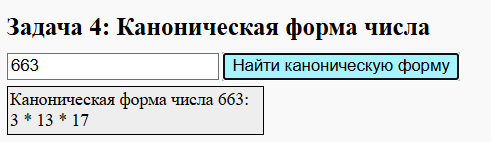 Задача 4: Каноническая форма числа
663 Найти каноническую форму
Каноническая форма числа 663:
3 * 13 * 17